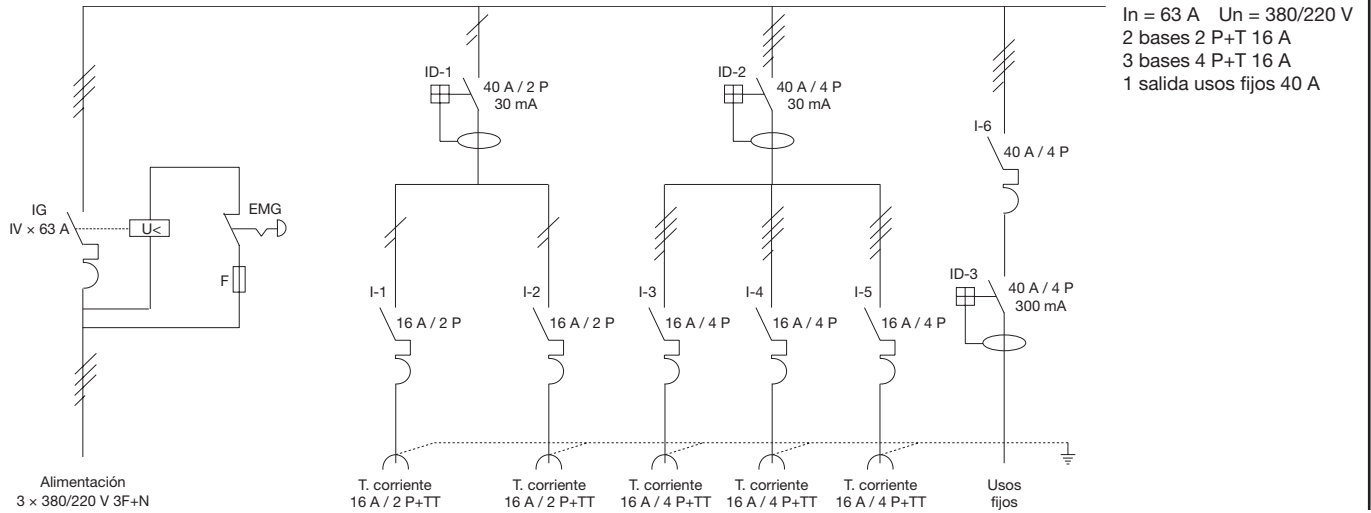 In = 63 A Un = 380/220 V
2 bases 2 P+T 16 A
3 bases 4 P+T 16 A
1 salida usos fijos 40 A
ID-1
40 A / 2 P
30 mA
ID-2
40 A / 4 P
30 mA
I-6
40 A / 4 P
IG
IV × 63 A
U<
EMG
F
ID-3
40 A / 4 P
300 mA
I-1
16 A / 2 P
I-2
16 A / 2 P
I-3
16 A / 4 P
I-4
16 A / 4 P
I-5
16 A / 4 P
Alimentación
3 × 380/220 V 3F+N
T. corriente
16 A / 2 P+TT
T. corriente
16 A / 2 P+TT
T. corriente
16 A / 4 P+TT
T. corriente
16 A / 4 P+TT
T. corriente
16 A / 4 P+TT
Usos
fijos